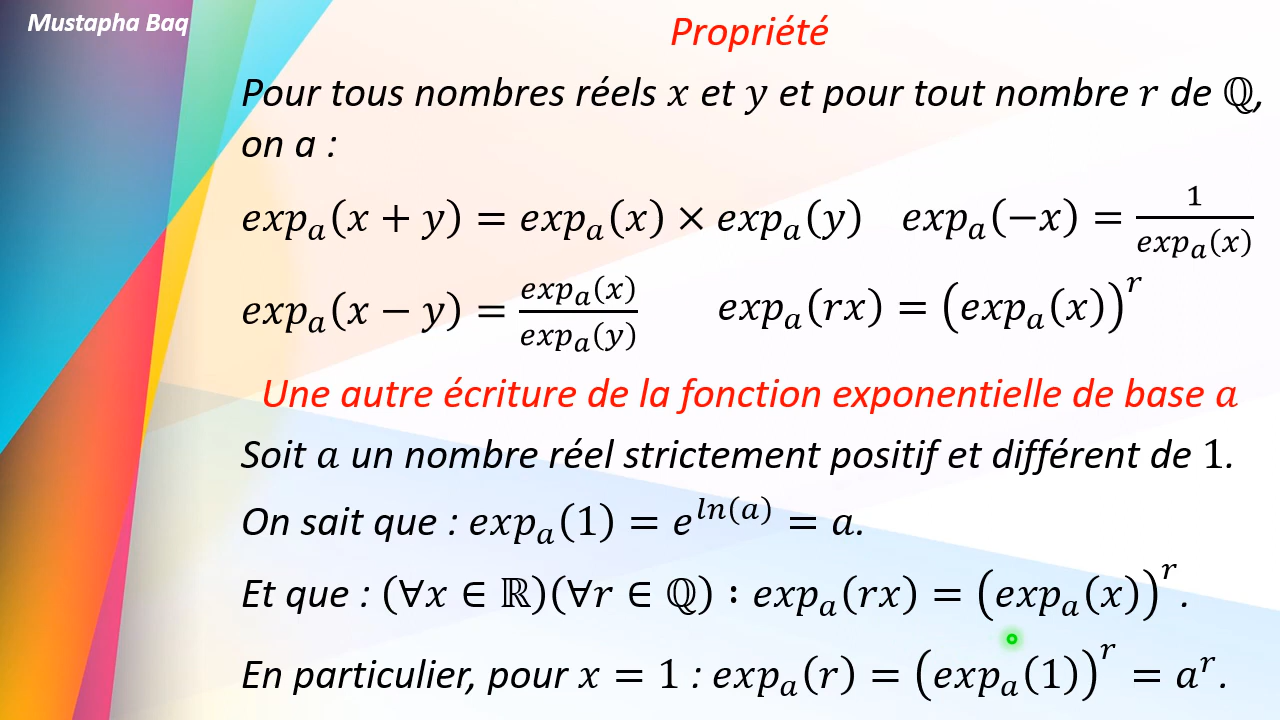 Mustapha Baq
Propriété
Pour tous nombres réels x et y et pour tout nombre r de ℚ,
on a :
exp_a(x + y) = exp_a(x) × exp_a(y)    exp_a(−x) = 1/exp_a(x)
exp_a(x − y) = exp_a(x)/exp_a(y)    exp_a(rx) = (exp_a(x))^r
Une autre écriture de la fonction exponentielle de base a
Soit a un nombre réel strictement positif et différent de 1.
On sait que : exp_a(1) = e^{ln(a)} = a.
Et que : (∀x ∈ ℝ)(∀r ∈ ℚ) : exp_a(rx) = (exp_a(x))^r.
En particulier, pour x = 1 : exp_a(r) = (exp_a(1))^r = a^r.